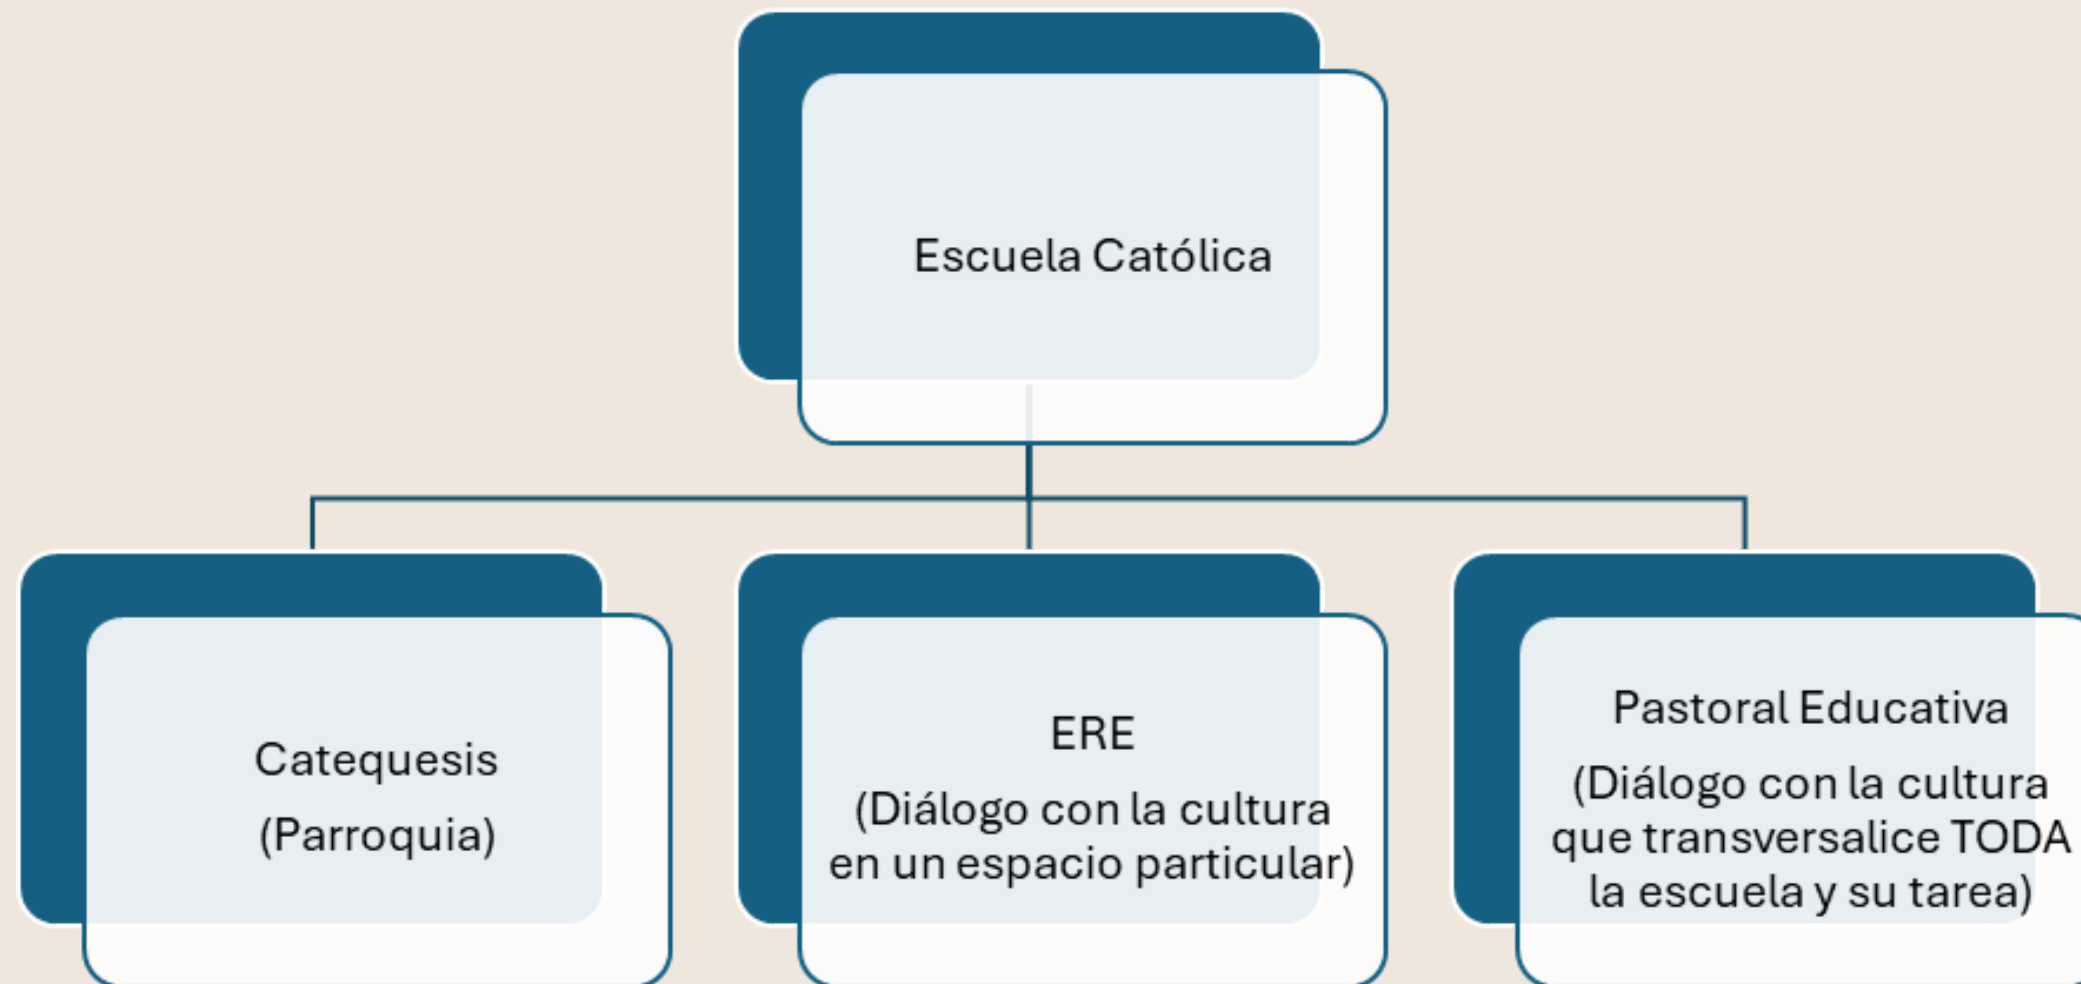 Escuela Católica
Catequesis
(Parroquia)
ERE
(Diálogo con la cultura
en un espacio particular)
Pastoral Educativa
(Diálogo con la cultura
que transversalice TODA
la escuela y su tarea)